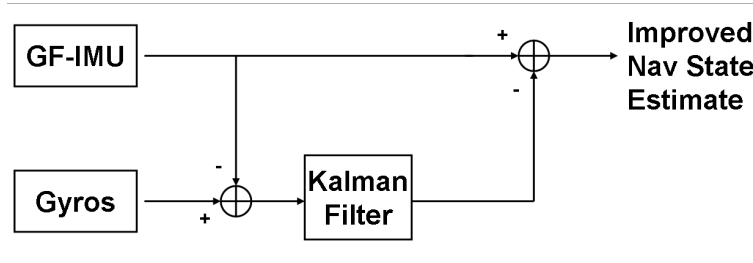 GF-IMU
+
Improved
Nav State
Estimate
-
-
Gyros
+
Kalman
Filter